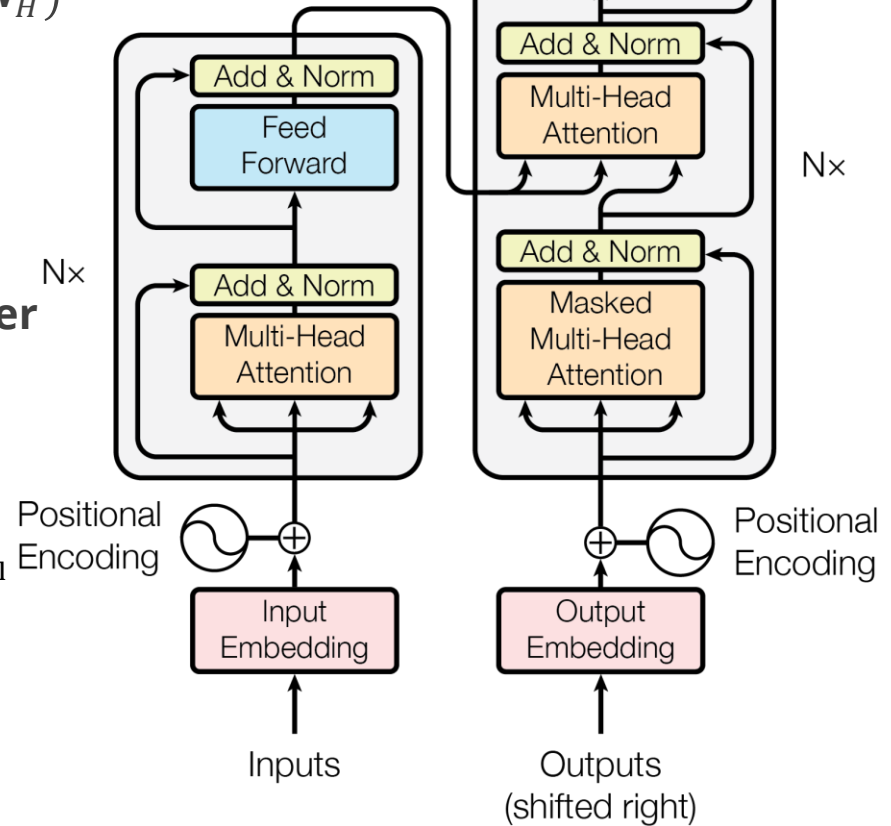 H)
Add & Norm
Feed
Forward
Add & Norm
Multi-Head
Attention
N×
er
Positional
Encoding
Input
Embedding
Inputs
Add & Norm
Multi-Head
Attention
N×
Add & Norm
Masked
Multi-Head
Attention
Positional
Encoding
Output
Embedding
Outputs
(shifted right)